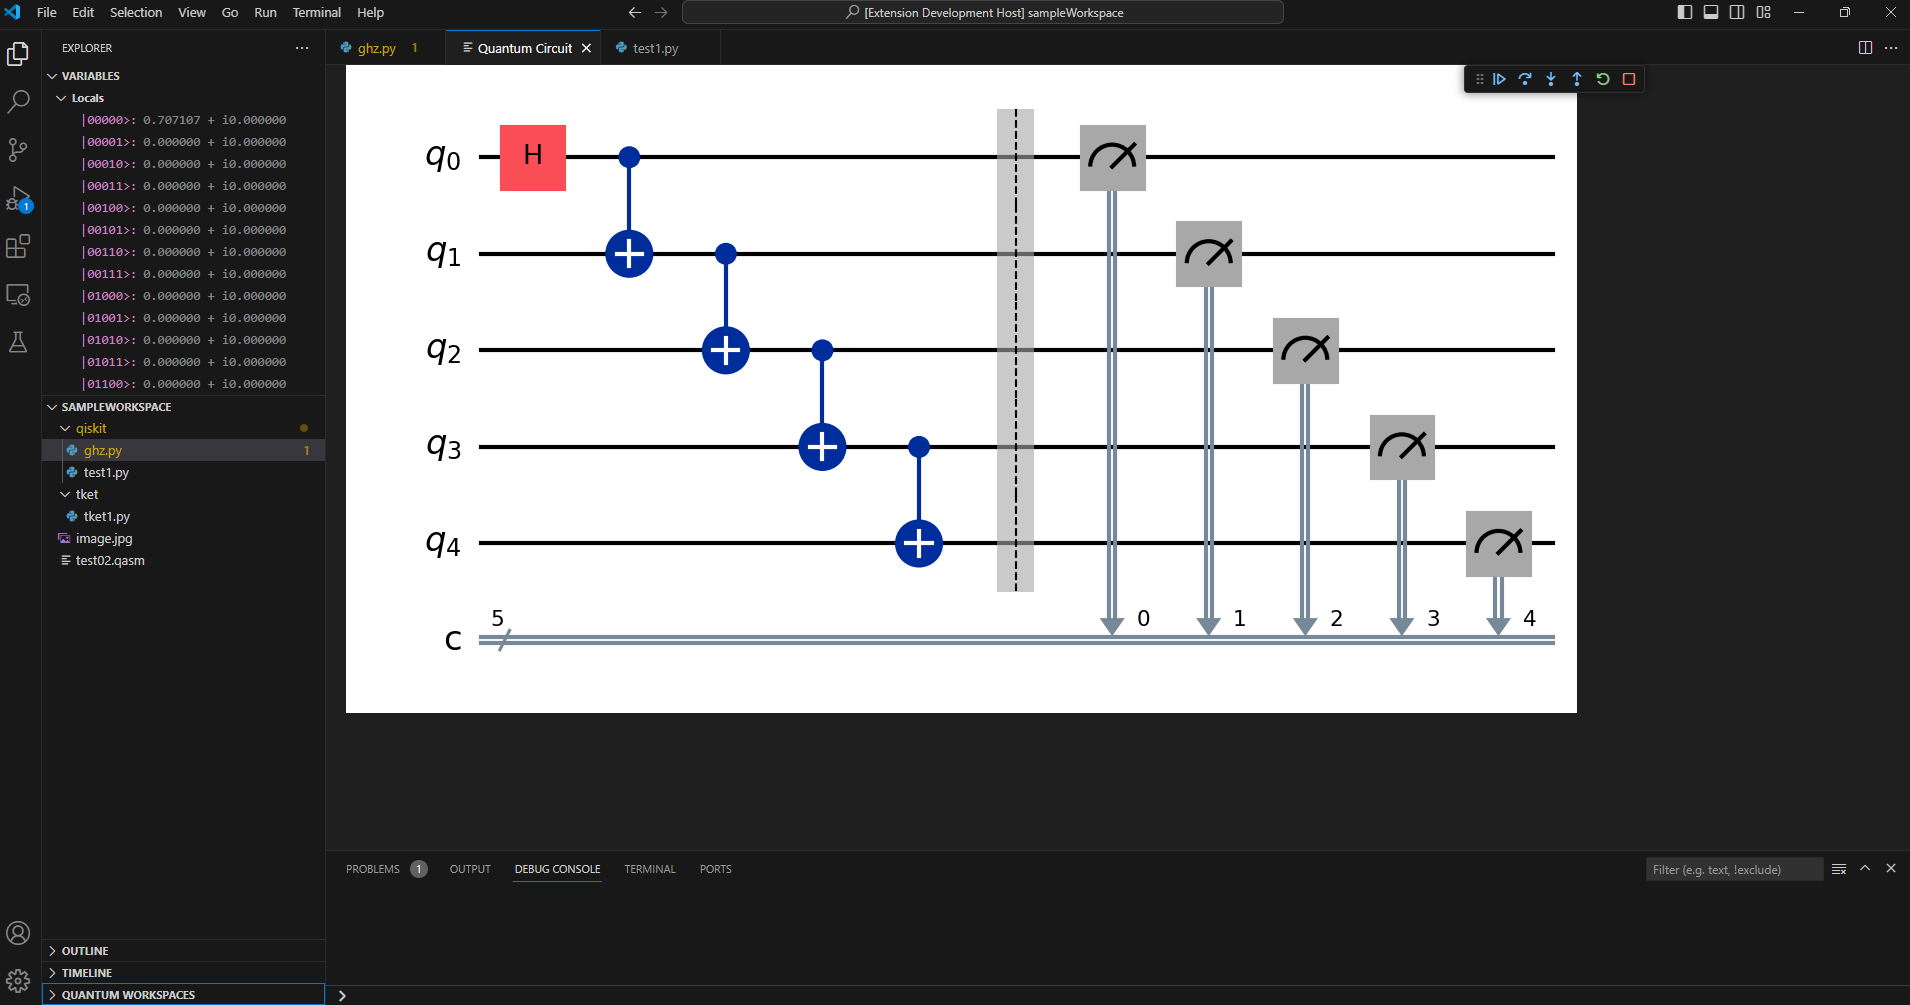 File Edit Selection View Go Run Terminal Help
[Extension Development Host] sampleWorkspace
EXPLORER
VARIABLES
Locals
|00000>: 0.707107 + i0.000000
|00001>: 0.000000 + i0.000000
|00010>: 0.000000 + i0.000000
|00011>: 0.000000 + i0.000000
|00100>: 0.000000 + i0.000000
|00101>: 0.000000 + i0.000000
|00110>: 0.000000 + i0.000000
|00111>: 0.000000 + i0.000000
|01000>: 0.000000 + i0.000000
|01001>: 0.000000 + i0.000000
|01010>: 0.000000 + i0.000000
|01011>: 0.000000 + i0.000000
|01100>: 0.000000 + i0.000000
SAMPLEWORKSPACE
qiskit
ghz.py 1
test1.py
tket
tket1.py
image.jpg
test02.qasm
OUTLINE
TIMELINE
QUANTUM WORKSPACES
1
ghz.py 1 Quantum Circuit test1.py
q0 H
q1
q2
q3
q4
5 0 1 2 3 4
c
PROBLEMS 1 OUTPUT DEBUG CONSOLE TERMINAL PORTS
Filter (e.g. text, !exclude)